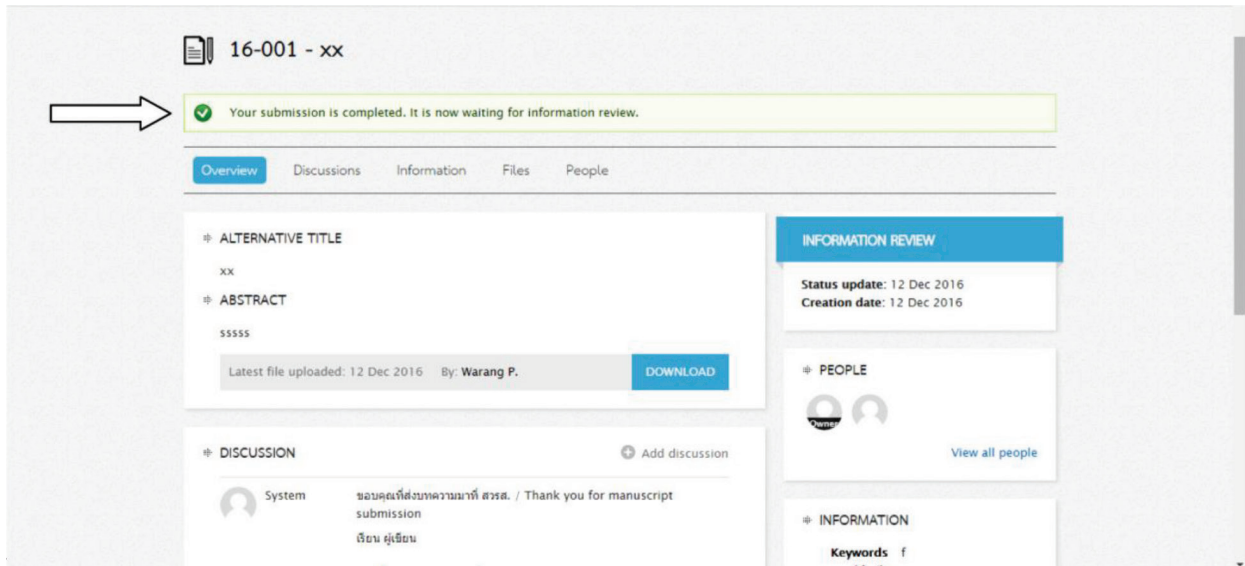 16-001 - xx
Your submission is completed. It is now waiting for information review.
Overview Discussions Information Files People
ALTERNATIVE TITLE
xx
ABSTRACT
sssss
Latest file uploaded: 12 Dec 2016 By: Warang P. DOWNLOAD
DISCUSSION Add discussion
System ขอบคุณที่ส่งบทความมาที่ สวรส. / Thank you for manuscript
submission
เรียน ผู้เขียน
INFORMATION REVIEW
Status update: 12 Dec 2016
Creation date: 12 Dec 2016
PEOPLE
Owner
View all people
INFORMATION
Keywords f